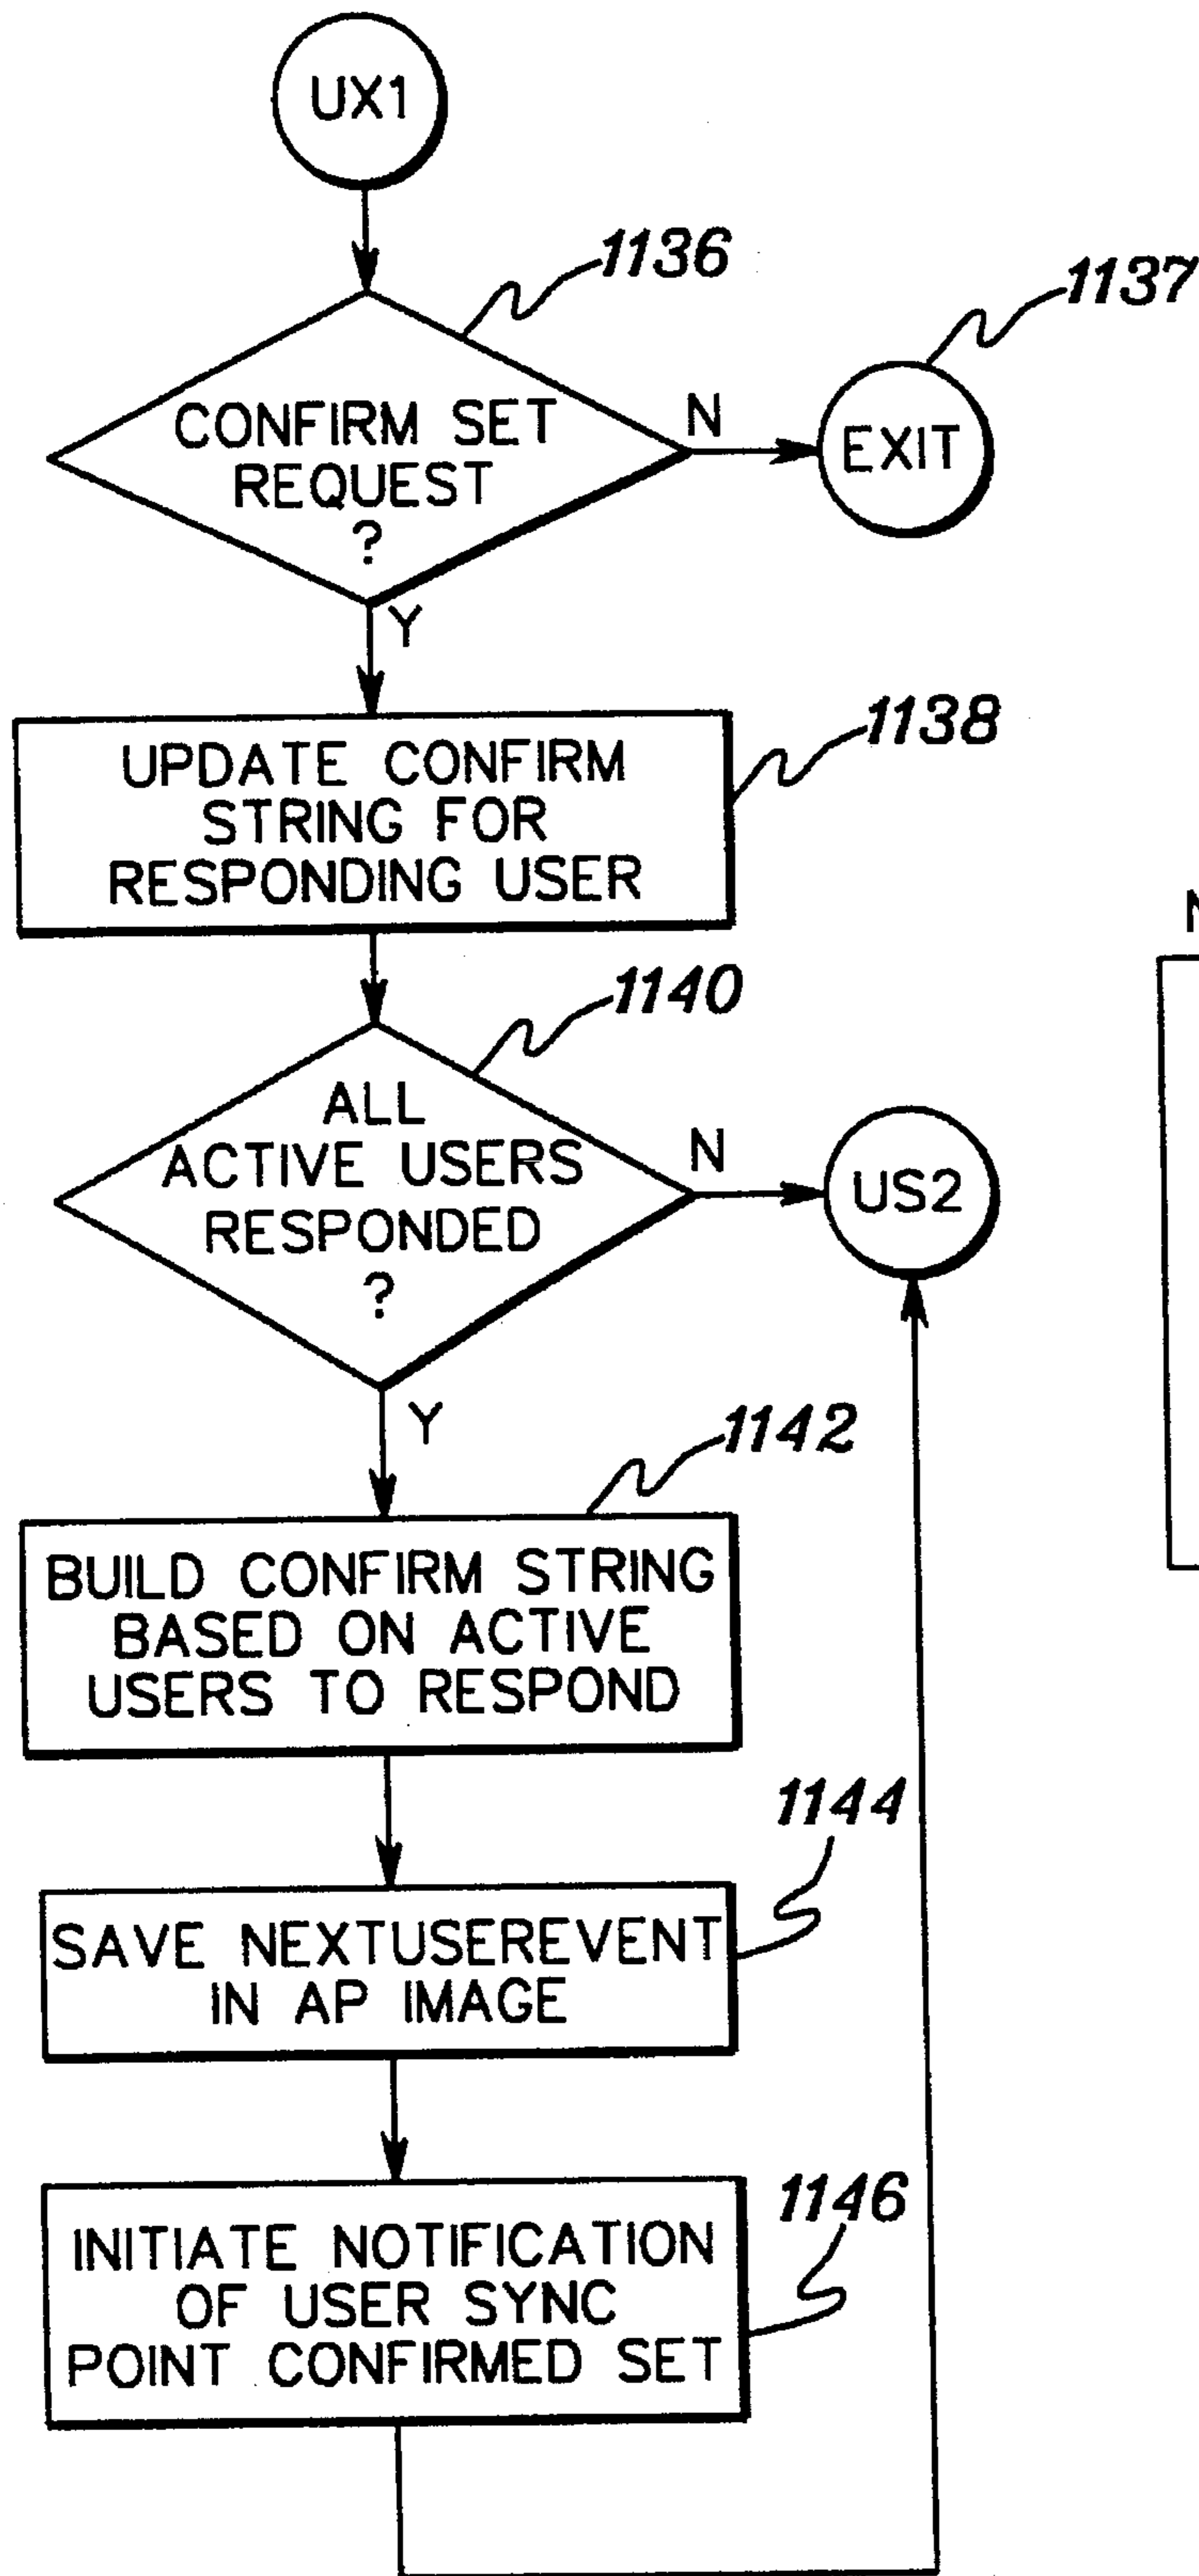 UX1
1136
1137
CONFIRM SET
REQUEST
?
N
EXIT
Y
1138
UPDATE CONFIRM
STRING FOR
RESPONDING USER
N
1140
ALL
ACTIVE USERS
RESPONDED
?
N
US2
Y
1142
BUILD CONFIRM STRING
BASED ON ACTIVE
USERS TO RESPOND
1144
SAVE NEXTUSEREVENT
IN AP IMAGE
1146
INITIATE NOTIFICATION
OF USER SYNC
POINT CONFIRMED SET